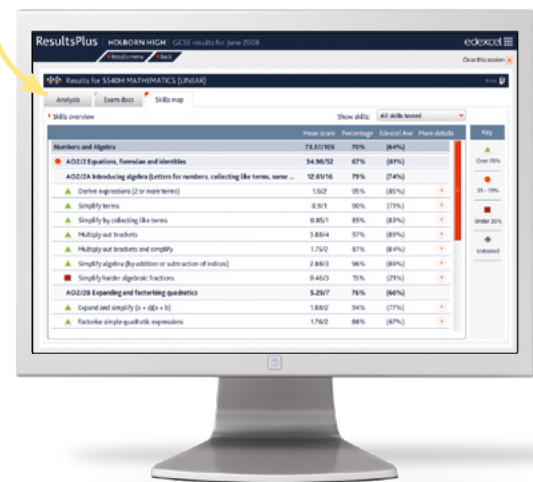 ResultsPlus HOLBORN HIGH GCSE results for June 2008 edexcel
Results menu Back Close this session
Results for 5540H MATHEMATICS (LINEAR) Print
Analysis Exam docs Skills map
Skills overview Show skills: All skills tested
Mean score Percentage Edexcel Ave More details Key
Numbers and Algebra 73.57/105 70% (64%)
AO2/2 Equations, formulae and identities 34.98/52 67% (61%) Over 70%
AO2/2A Introducing algebra (Letters for numbers, collecting like terms, some ... 12.61/16 79% (74%)
Derive expressions (2 or more terms) 1.9/2 95% (85%) 35 - 70%
Simplify terms 0.9/1 90% (71%)
Simplify by collecting like terms 0.85/1 85% (83%) Under 35%
Multiply out brackets 3.88/4 97% (89%)
Multiply out brackets and simplify 1.75/2 87% (84%) Untested
Simplify algebra (by addition or subtraction of indices) 2.88/3 96% (89%)
Simplify harder algebraic fractions 0.46/3 15% (21%)
AO2/2B Expanding and factorising quadratics 5.29/7 76% (66%)
Expand and simplify (x + a)(x + b) 1.88/2 94% (77%)
Factorise simple quadratic expressions 1.76/2 88% (67%)